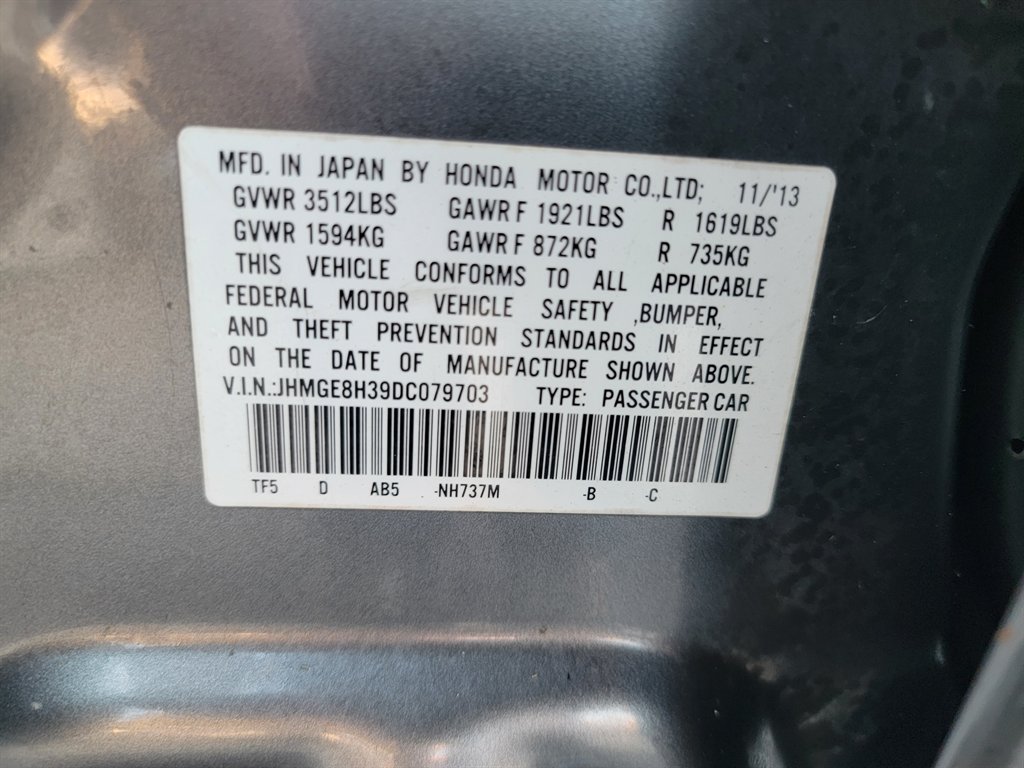 MFD. IN JAPAN BY HONDA MOTOR CO.,LTD; 11/'13
GVWR 3512LBS GAWR F 1921LBS R 1619LBS
GVWR 1594KG GAWR F 872KG R 735KG
THIS VEHICLE CONFORMS TO ALL APPLICABLE
FEDERAL MOTOR VEHICLE SAFETY ,BUMPER,
AND THEFT PREVENTION STANDARDS IN EFFECT
ON THE DATE OF MANUFACTURE SHOWN ABOVE.
V.I.N.:JHMGE8H39DC079703 TYPE: PASSENGER CAR
TF5 D AB5 -NH737M -B -C